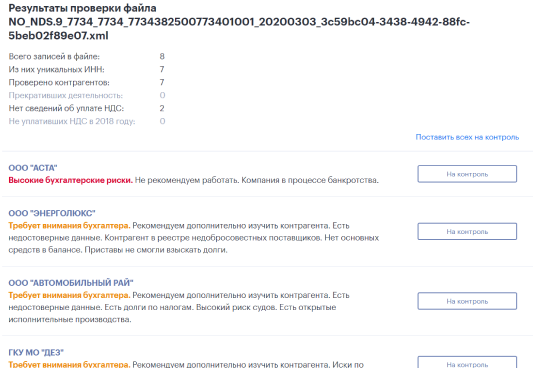 Результаты проверки файла
NO_NDS.9_7734_7734_7734382500773401001_20200303_3c59bc04-3438-4942-88fc-
5beb02f89e07.xml
Всего записей в файле: 8
Из них уникальных ИНН: 7
Проверено контрагентов: 7
Прекративших деятельность: 0
Нет сведений об уплате НДС: 2
Не уплативших НДС в 2018 году: 0
Поставить всех на контроль
ООО "АСТА"
Высокие бухгалтерские риски. Не рекомендуем работать. Компания в процессе банкротства.
На контроль
ООО "ЭНЕРГОЛЮКС"
Требует внимания бухгалтера. Рекомендуем дополнительно изучить контрагента. Есть
недостоверные данные. Контрагент в реестре недобросовестных поставщиков. Нет основных
средств в балансе. Приставы не смогли взыскать долги.
На контроль
ООО "АВТОМОБИЛЬНЫЙ РАЙ"
Требует внимания бухгалтера. Рекомендуем дополнительно изучить контрагента. Есть
недостоверные данные. Есть долги по налогам. Высокий риск судов. Есть открытые
исполнительные производства.
На контроль
ГКУ МО "ДЕЗ"
Требует внимания бухгалтера. Рекомендуем дополнительно изучить контрагента. Иски по
На контроль